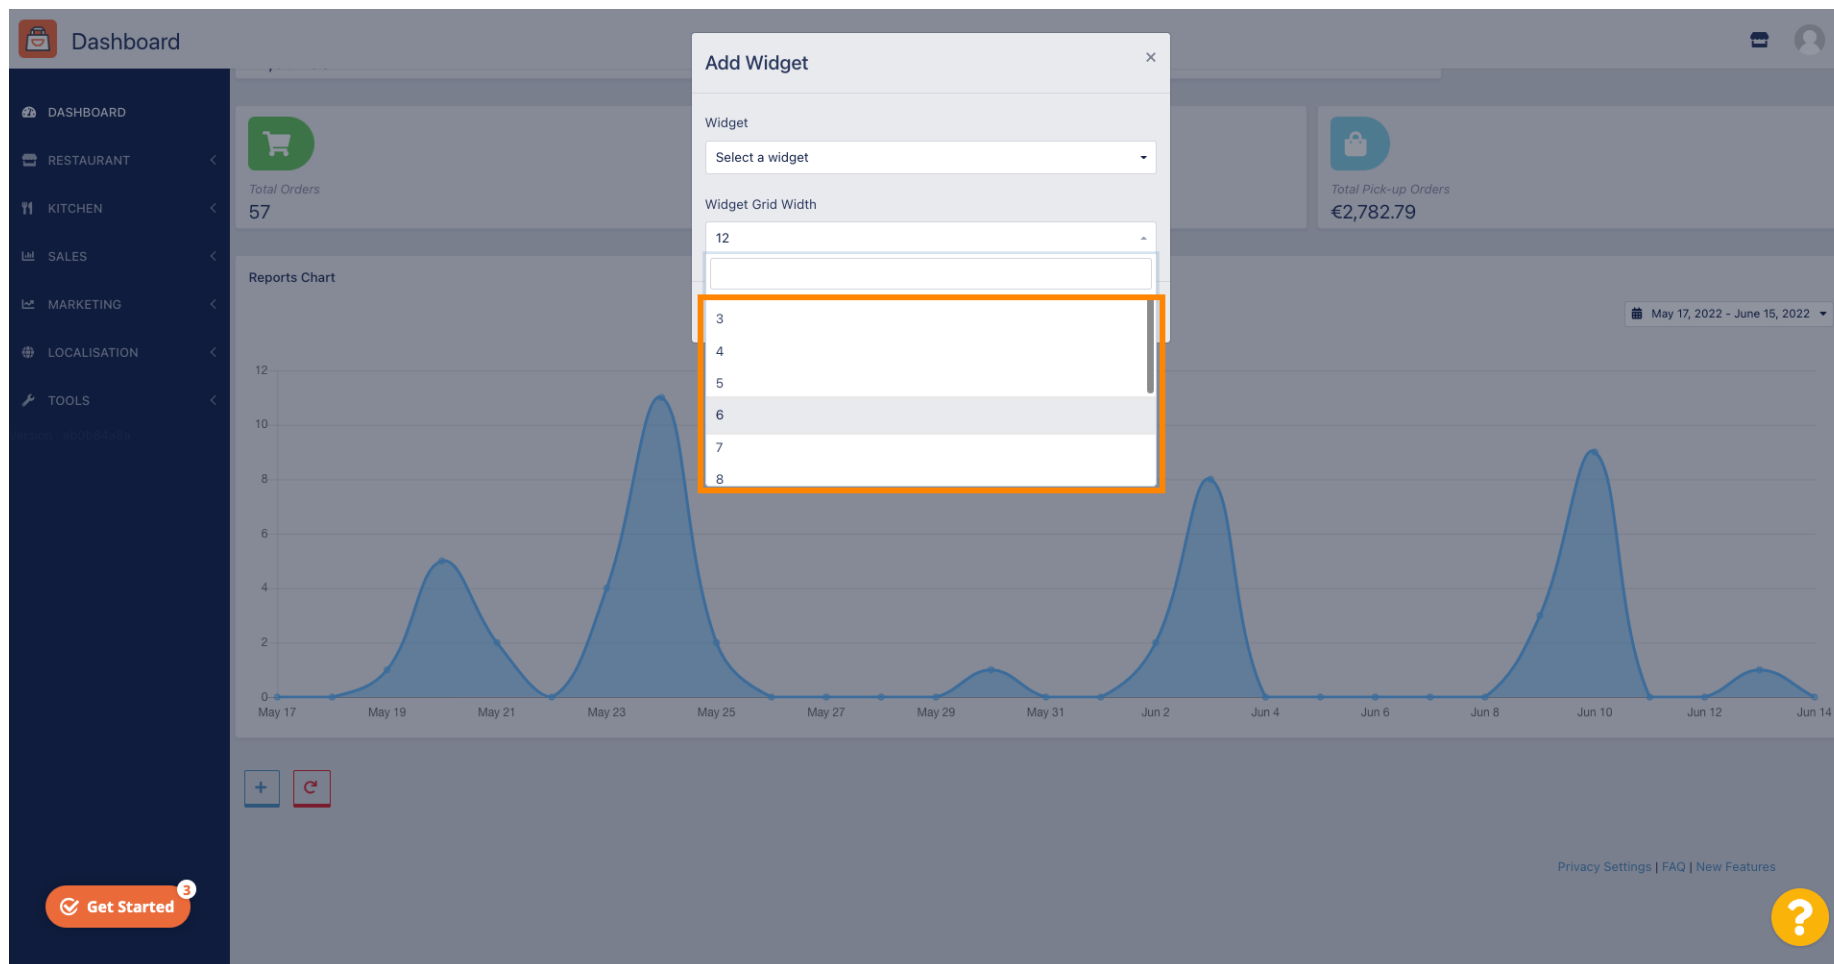 Dashboard
DASHBOARD
RESTAURANT
KITCHEN
SALES
MARKETING
LOCALISATION
TOOLS
Get Started
3
Total Orders
57
Total Pick-up Orders
€2,782.79
Reports Chart
May 17, 2022 - June 15, 2022
12
10
8
6
4
2
0
May 17
May 19
May 21
May 23
May 25
May 27
May 29
May 31
Jun 2
Jun 4
Jun 6
Jun 8
Jun 10
Jun 12
Jun 14
Add Widget
×
Widget
Select a widget
Widget Grid Width
12
3
4
5
6
7
8
+
Privacy Settings | FAQ | New Features
?